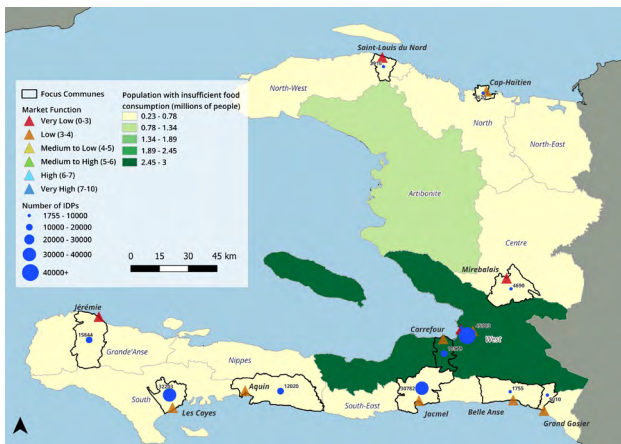 Saint-Louis du Nord
Cap-Haïtien
North-West
North
North-East
Focus Communes
Market Function
Very Low (0-3)
Low (3-4)
Medium to Low (4-5)
Medium to High (5-6)
High (6-7)
Very High (7-10)
Number of IDPs
1755 - 10000
10000 - 20000
20000 - 30000
30000 - 40000
40000+
Population with insufficient food
consumption (millions of people)
0.23 - 0.78
0.78 - 1.34
1.34 - 1.89
1.89 - 2.45
2.45 - 3
0 15 30 45 km
Artibonite
Centre
Mirebalais
4690
Jérémie
15844
Grande'Anse
Nippes
Carrefour
West
South
Les Cayes
Aquin
12020
South-East
30782
Jacmel
1755
Belle Anse
Grand Gosier